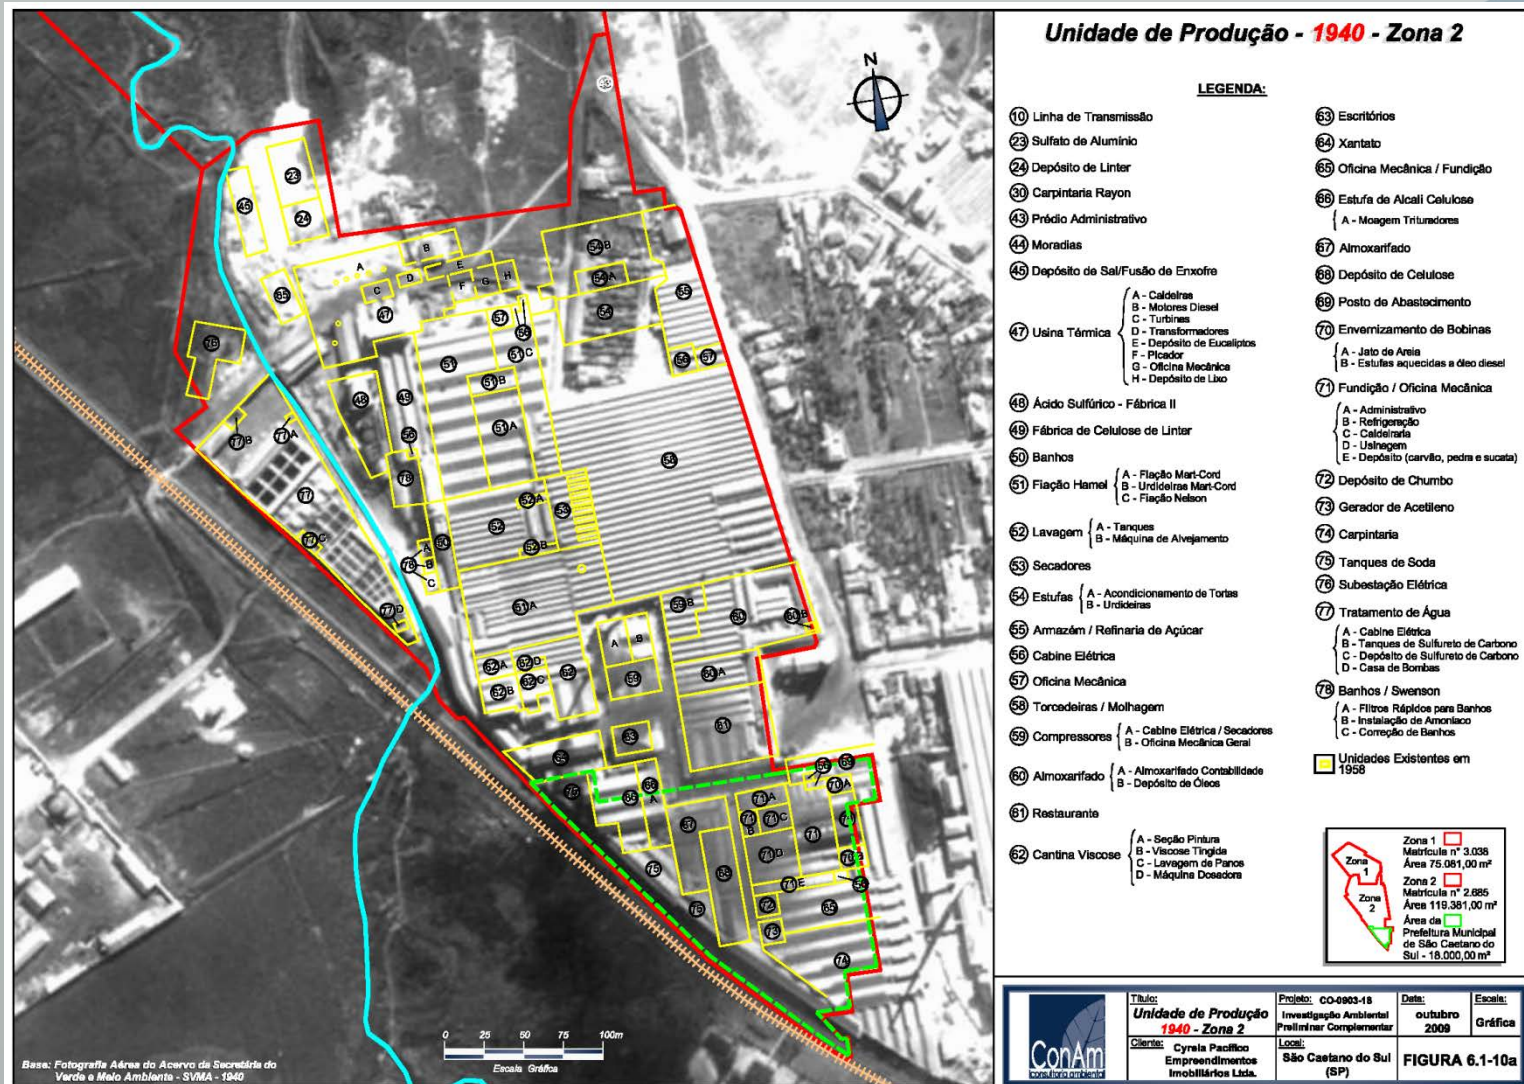 Unidade de Produção - 1940 - Zona 2
LEGENDA:
10 Linha de Transmissão
23 Sulfato de Alumínio
24 Depósito de Linter
30 Carpintaria Rayon
43 Prédio Administrativo
44 Moradias
45 Depósito de Sal/Fusão de Enxofre
47 Usina Térmica
A - Caldeiras
B - Motores Diesel
C - Turbinas
D - Transformadores
E - Depósito de Eucaliptos
F - Picador
G - Oficina Mecânica
H - Depósito de Lixo
48 Ácido Sulfúrico - Fábrica II
49 Fábrica de Celulose de Linter
50 Banhos
51 Fiação Hamel
A - Fiação Mart-Cord
B - Urdideiras Mart-Cord
C - Fiação Nelson
52 Lavagem
A - Tanques
B - Máquina de Alvejamento
53 Secadores
54 Estufas
A - Acondicionamento de Tortas
B - Urdideiras
55 Armazém / Refinaria de Açúcar
56 Cabine Elétrica
57 Oficina Mecânica
58 Torcedeiras / Molhagem
59 Compressores
A - Cabine Elétrica / Secadores
B - Oficina Mecânica Geral
60 Almoxarifado
A - Almoxarifado Contabilidade
B - Depósito de Óleos
61 Restaurante
62 Cantina Viscose
A - Seção Pintura
B - Viscose Tingida
C - Lavagem de Panos
D - Máquina Dosadora
63 Escritórios
64 Xantato
65 Oficina Mecânica / Fundição
66 Estufa de Alcali Celulose
A - Moagem Trituradores
67 Almoxarifado
68 Depósito de Celulose
69 Posto de Abastecimento
70 Envernizamento de Bobinas
A - Jato de Areia
B - Estufas aquecidas a óleo diesel
71 Fundição / Oficina Mecânica
A - Administrativo
B - Refrigeração
C - Caldeiraria
D - Usinagem
E - Depósito (carvão, pedra e sucata)
72 Depósito de Chumbo
73 Gerador de Acetileno
74 Carpintaria
75 Tanques de Soda
76 Subestação Elétrica
77 Tratamento de Água
A - Cabine Elétrica
B - Tanques de Sulfureto de Carbono
C - Depósito de Sulfureto de Carbono
D - Casa de Bombas
78 Banhos / Swenson
A - Filtros Rápidos para Banhos
B - Instalação de Amoníaco
C - Correção de Banhos
Unidades Existentes em
1958
Zona 1
Zona 2
Zona 1
Matrícula n° 3.038
Área 75.081,00 m²
Zona 2
Matrícula n° 2.685
Área 119.381,00 m²
Área da
Prefeitura Municipal
de São Caetano do
Sul - 18.000,00 m²
N
0 25 50 75 100m
Escala Gráfica
Base: Fotografia Aérea do Acervo da Secretária do
Verde e Meio Ambiente - SVMA - 1940
ConAm
consultoria ambiental
Título:
Unidade de Produção
1940 - Zona 2
Cliente: Cyrela Pacífico
Empreendimentos
Imobiliários Ltda.
Projeto: CO-0903-18
Investigação Ambiental
Preliminar Complementar
Local:
São Caetano do Sul
(SP)
Data:
outubro
2009
Escala:
Gráfica
FIGURA 6.1-10a